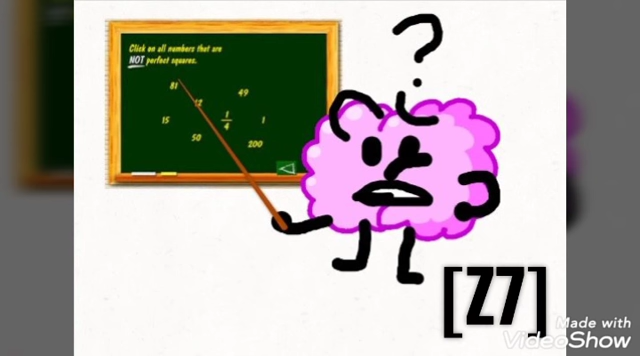 Click on all numbers that are
NOT perfect squares.
81
49
12
15
1
4
1
50
200
?
¿
[Z7]
Made with
VideoShow